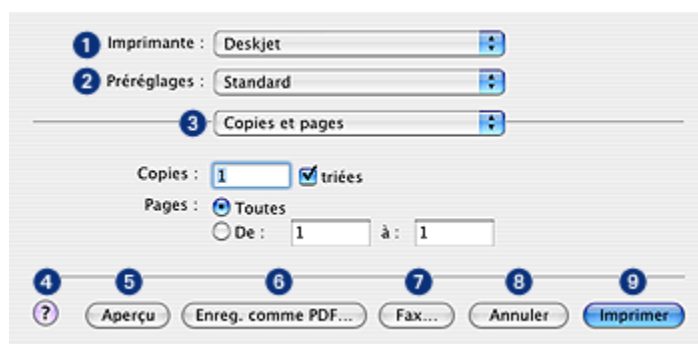 1 Imprimante : Deskjet
2 Préréglages : Standard
3 Copies et pages
Copies : 1 triées
Pages : Toutes
De : 1 à : 1
4 5 6 7 8 9
? Aperçu Enreg. comme PDF... Fax... Annuler Imprimer